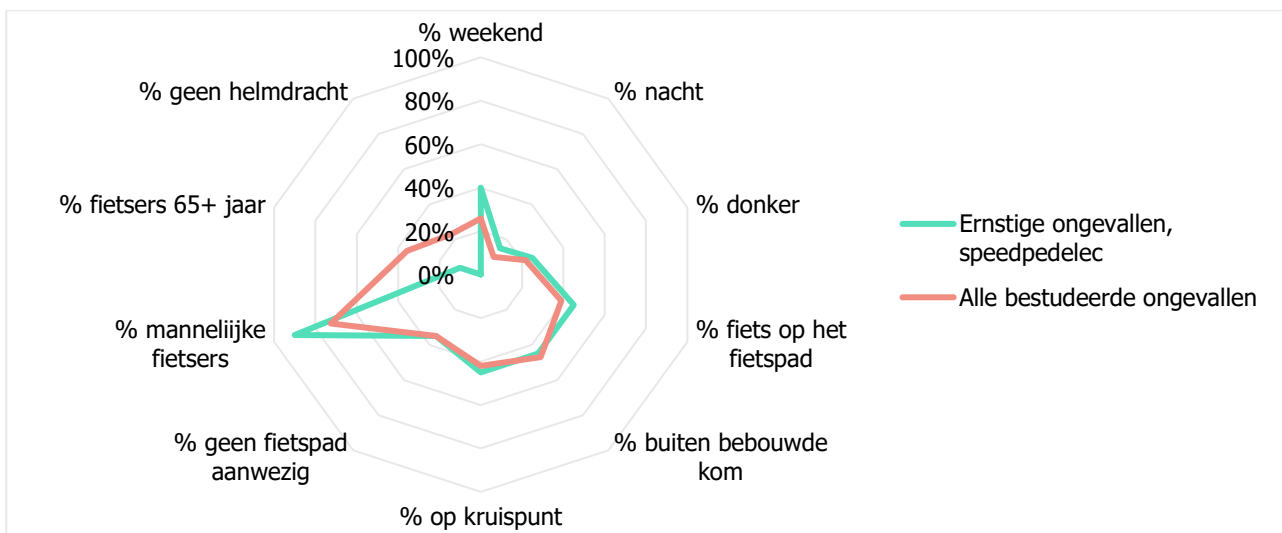 % weekend
100%
80%
60%
40%
20%
0%
% nacht
% donker
% fiets op het
fietspad
% buiten bebouwde
kom
% op kruispunt
% geen fietspad
aanwezig
% manneliijke
fietsers
% fietsers 65+ jaar
% geen helmdracht
Ernstige ongevallen,
speedpedelec
Alle bestudeerde ongevallen